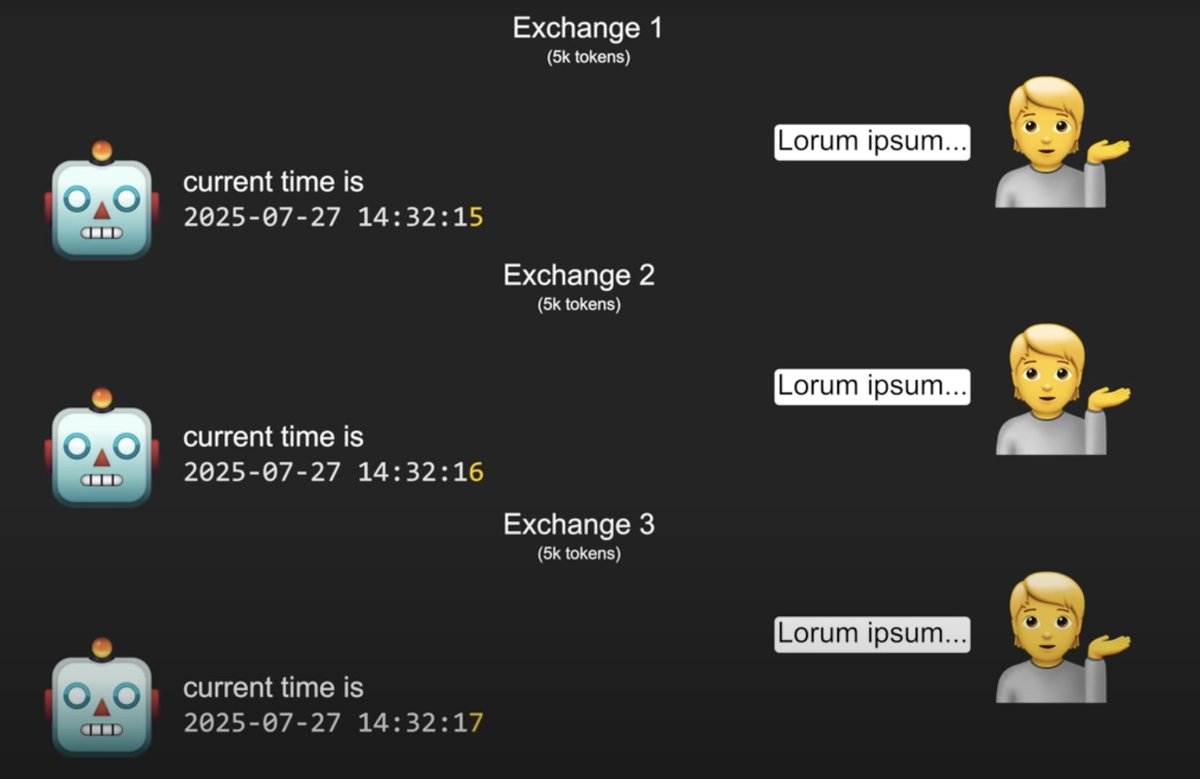 Exchange 1
(5k tokens)
Lorum ipsum...
current time is
2025-07-27 14:32:15
Exchange 2
(5k tokens)
Lorum ipsum...
current time is
2025-07-27 14:32:16
Exchange 3
(5k tokens)
Lorum ipsum...
current time is
2025-07-27 14:32:17